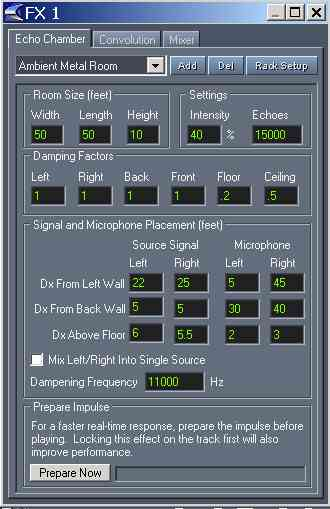 FX 1
Echo Chamber Convolution Mixer
Ambient Metal Room Add Del Rack Setup
Room Size (feet) Settings
Width Length Height Intensity Echoes
50 50 10 40 % 15000
Damping Factors
Left Right Back Front Floor Ceiling
1 1 1 1 .2 .5
Signal and Microphone Placement (feet)
Source Signal Microphone
Left Right Left Right
Dx From Left Wall 22 25 5 45
Dx From Back Wall 5 5 30 40
Dx Above Floor 6 5.5 2 3
Mix Left/Right Into Single Source
Dampening Frequency 11000 Hz
Prepare Impulse
For a faster real-time response, prepare the impulse before
playing. Locking this effect on the track first will also
improve performance.
Prepare Now